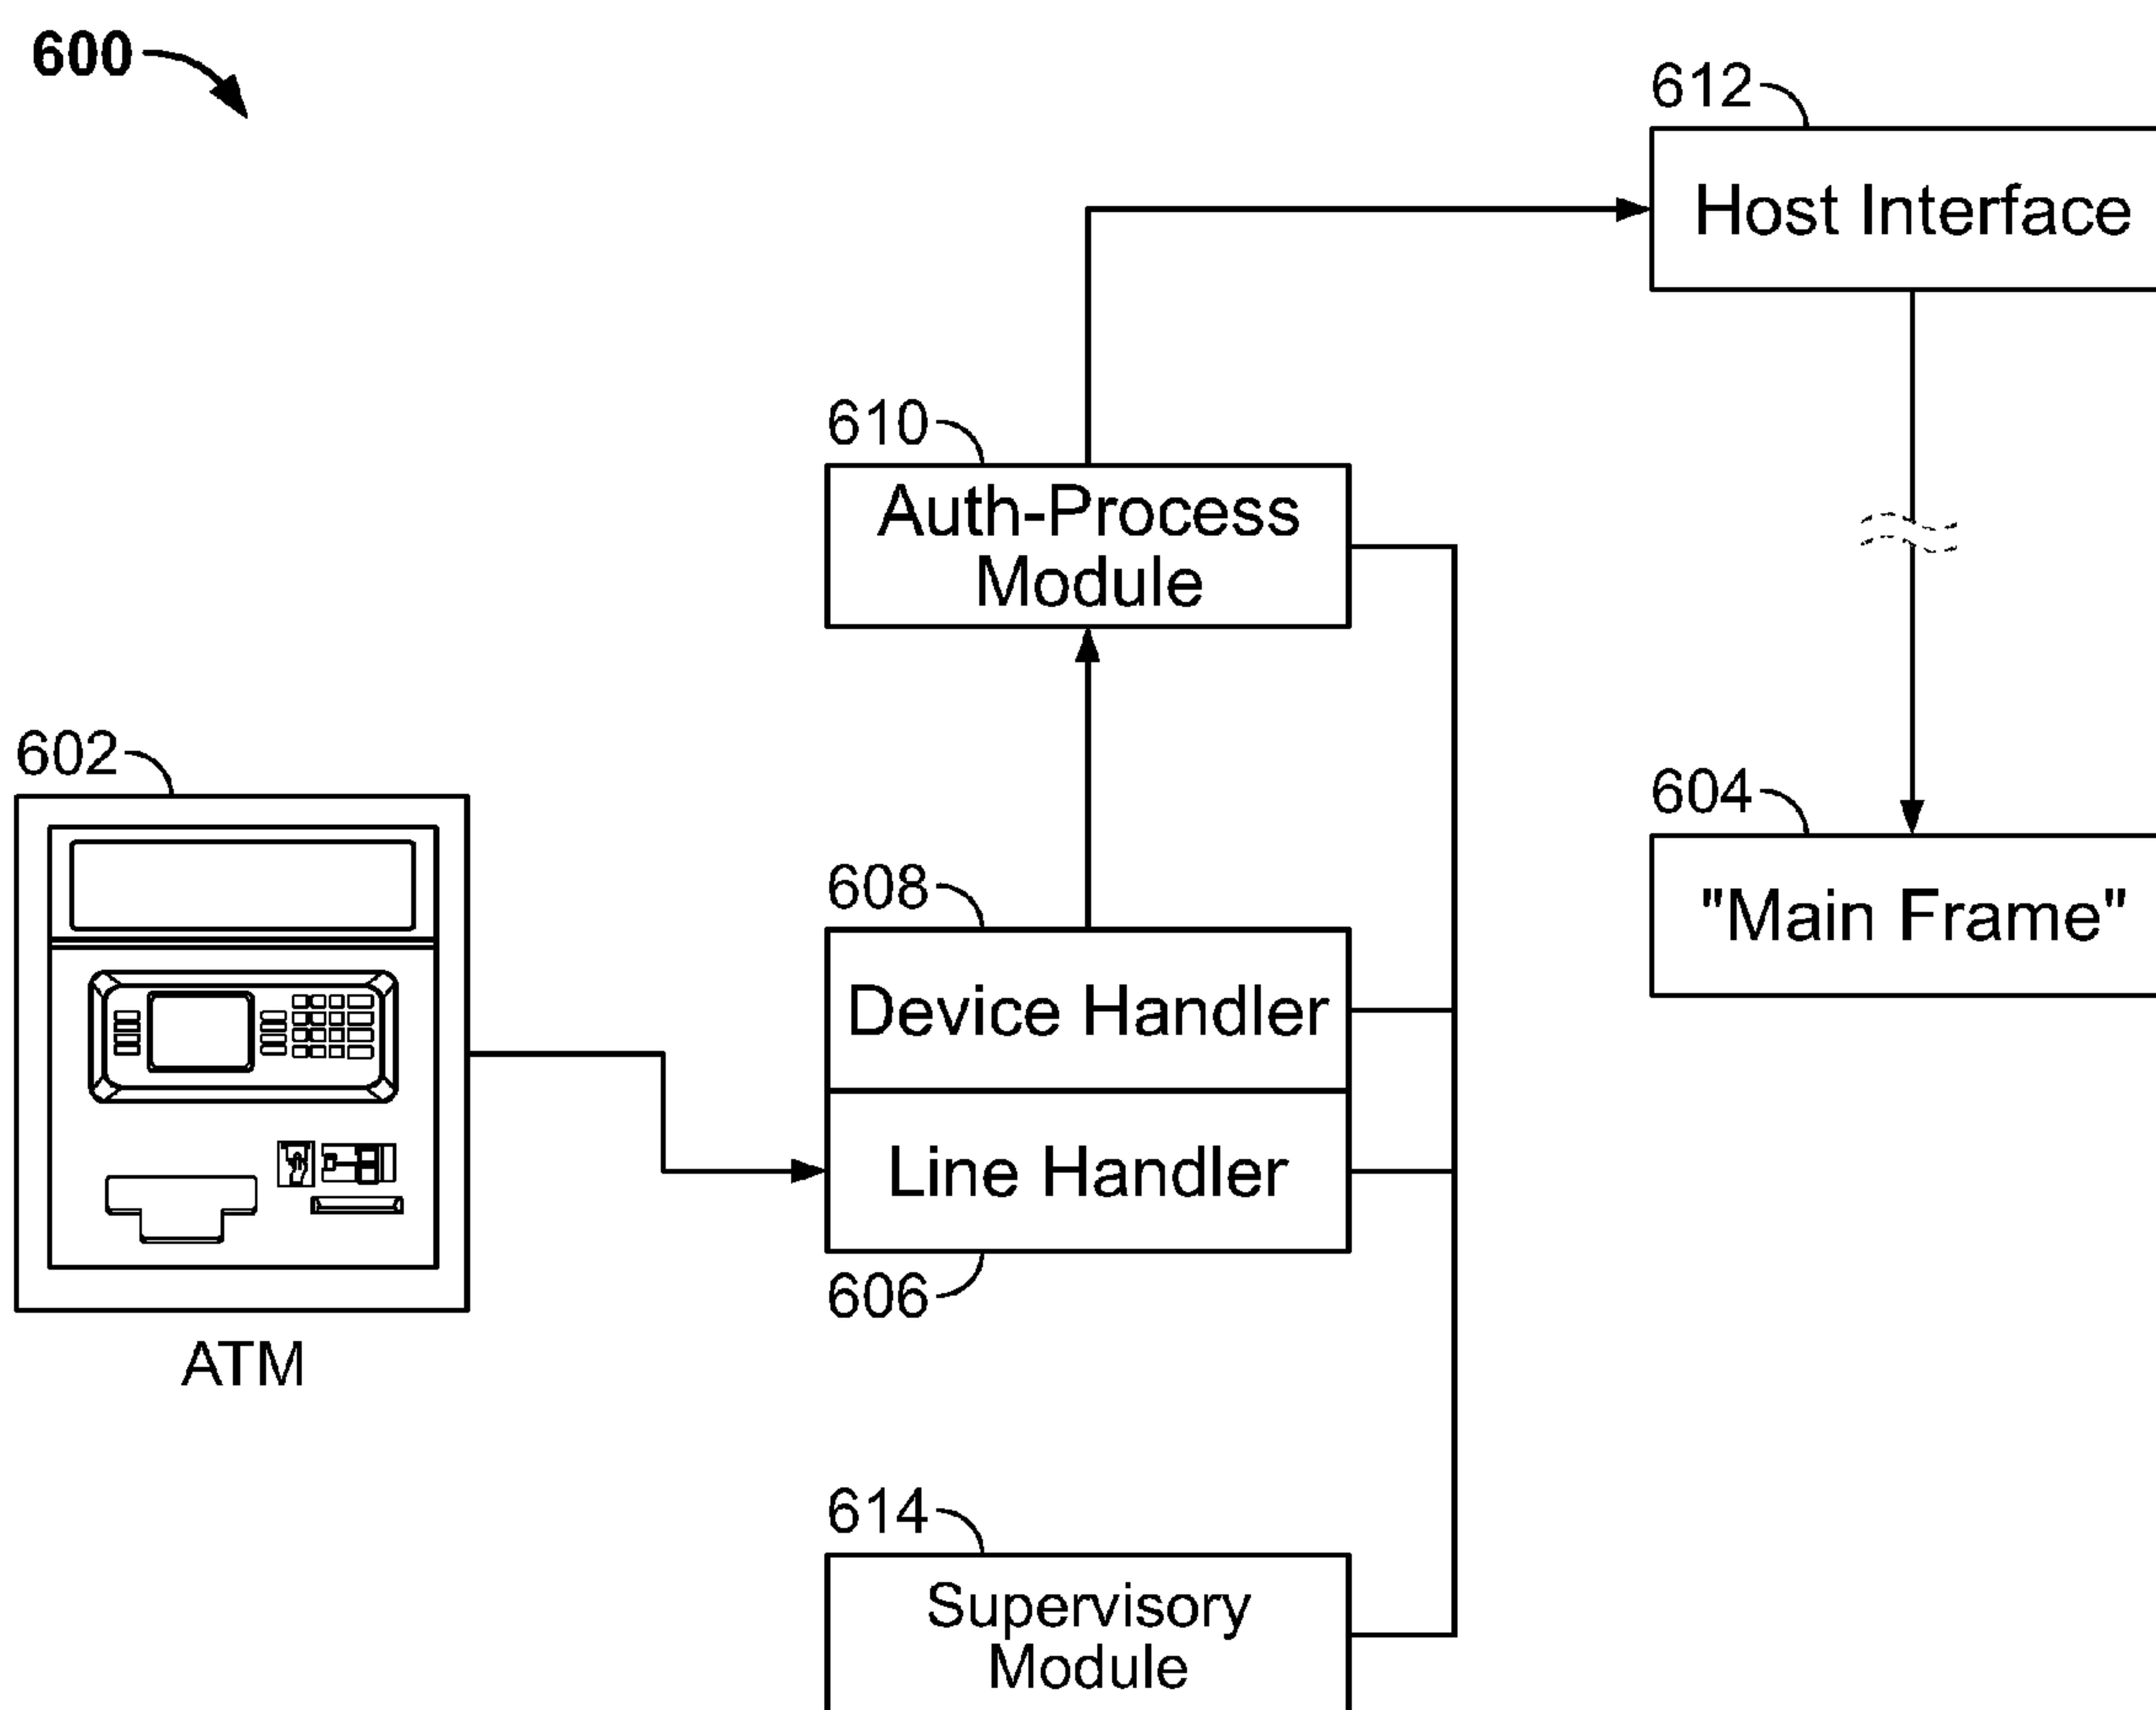 600
612
Host Interface
610
Auth-Process
Module
602
604
"Main Frame"
608
Device Handler
Line Handler
606
ATM
614
Supervisory
Module